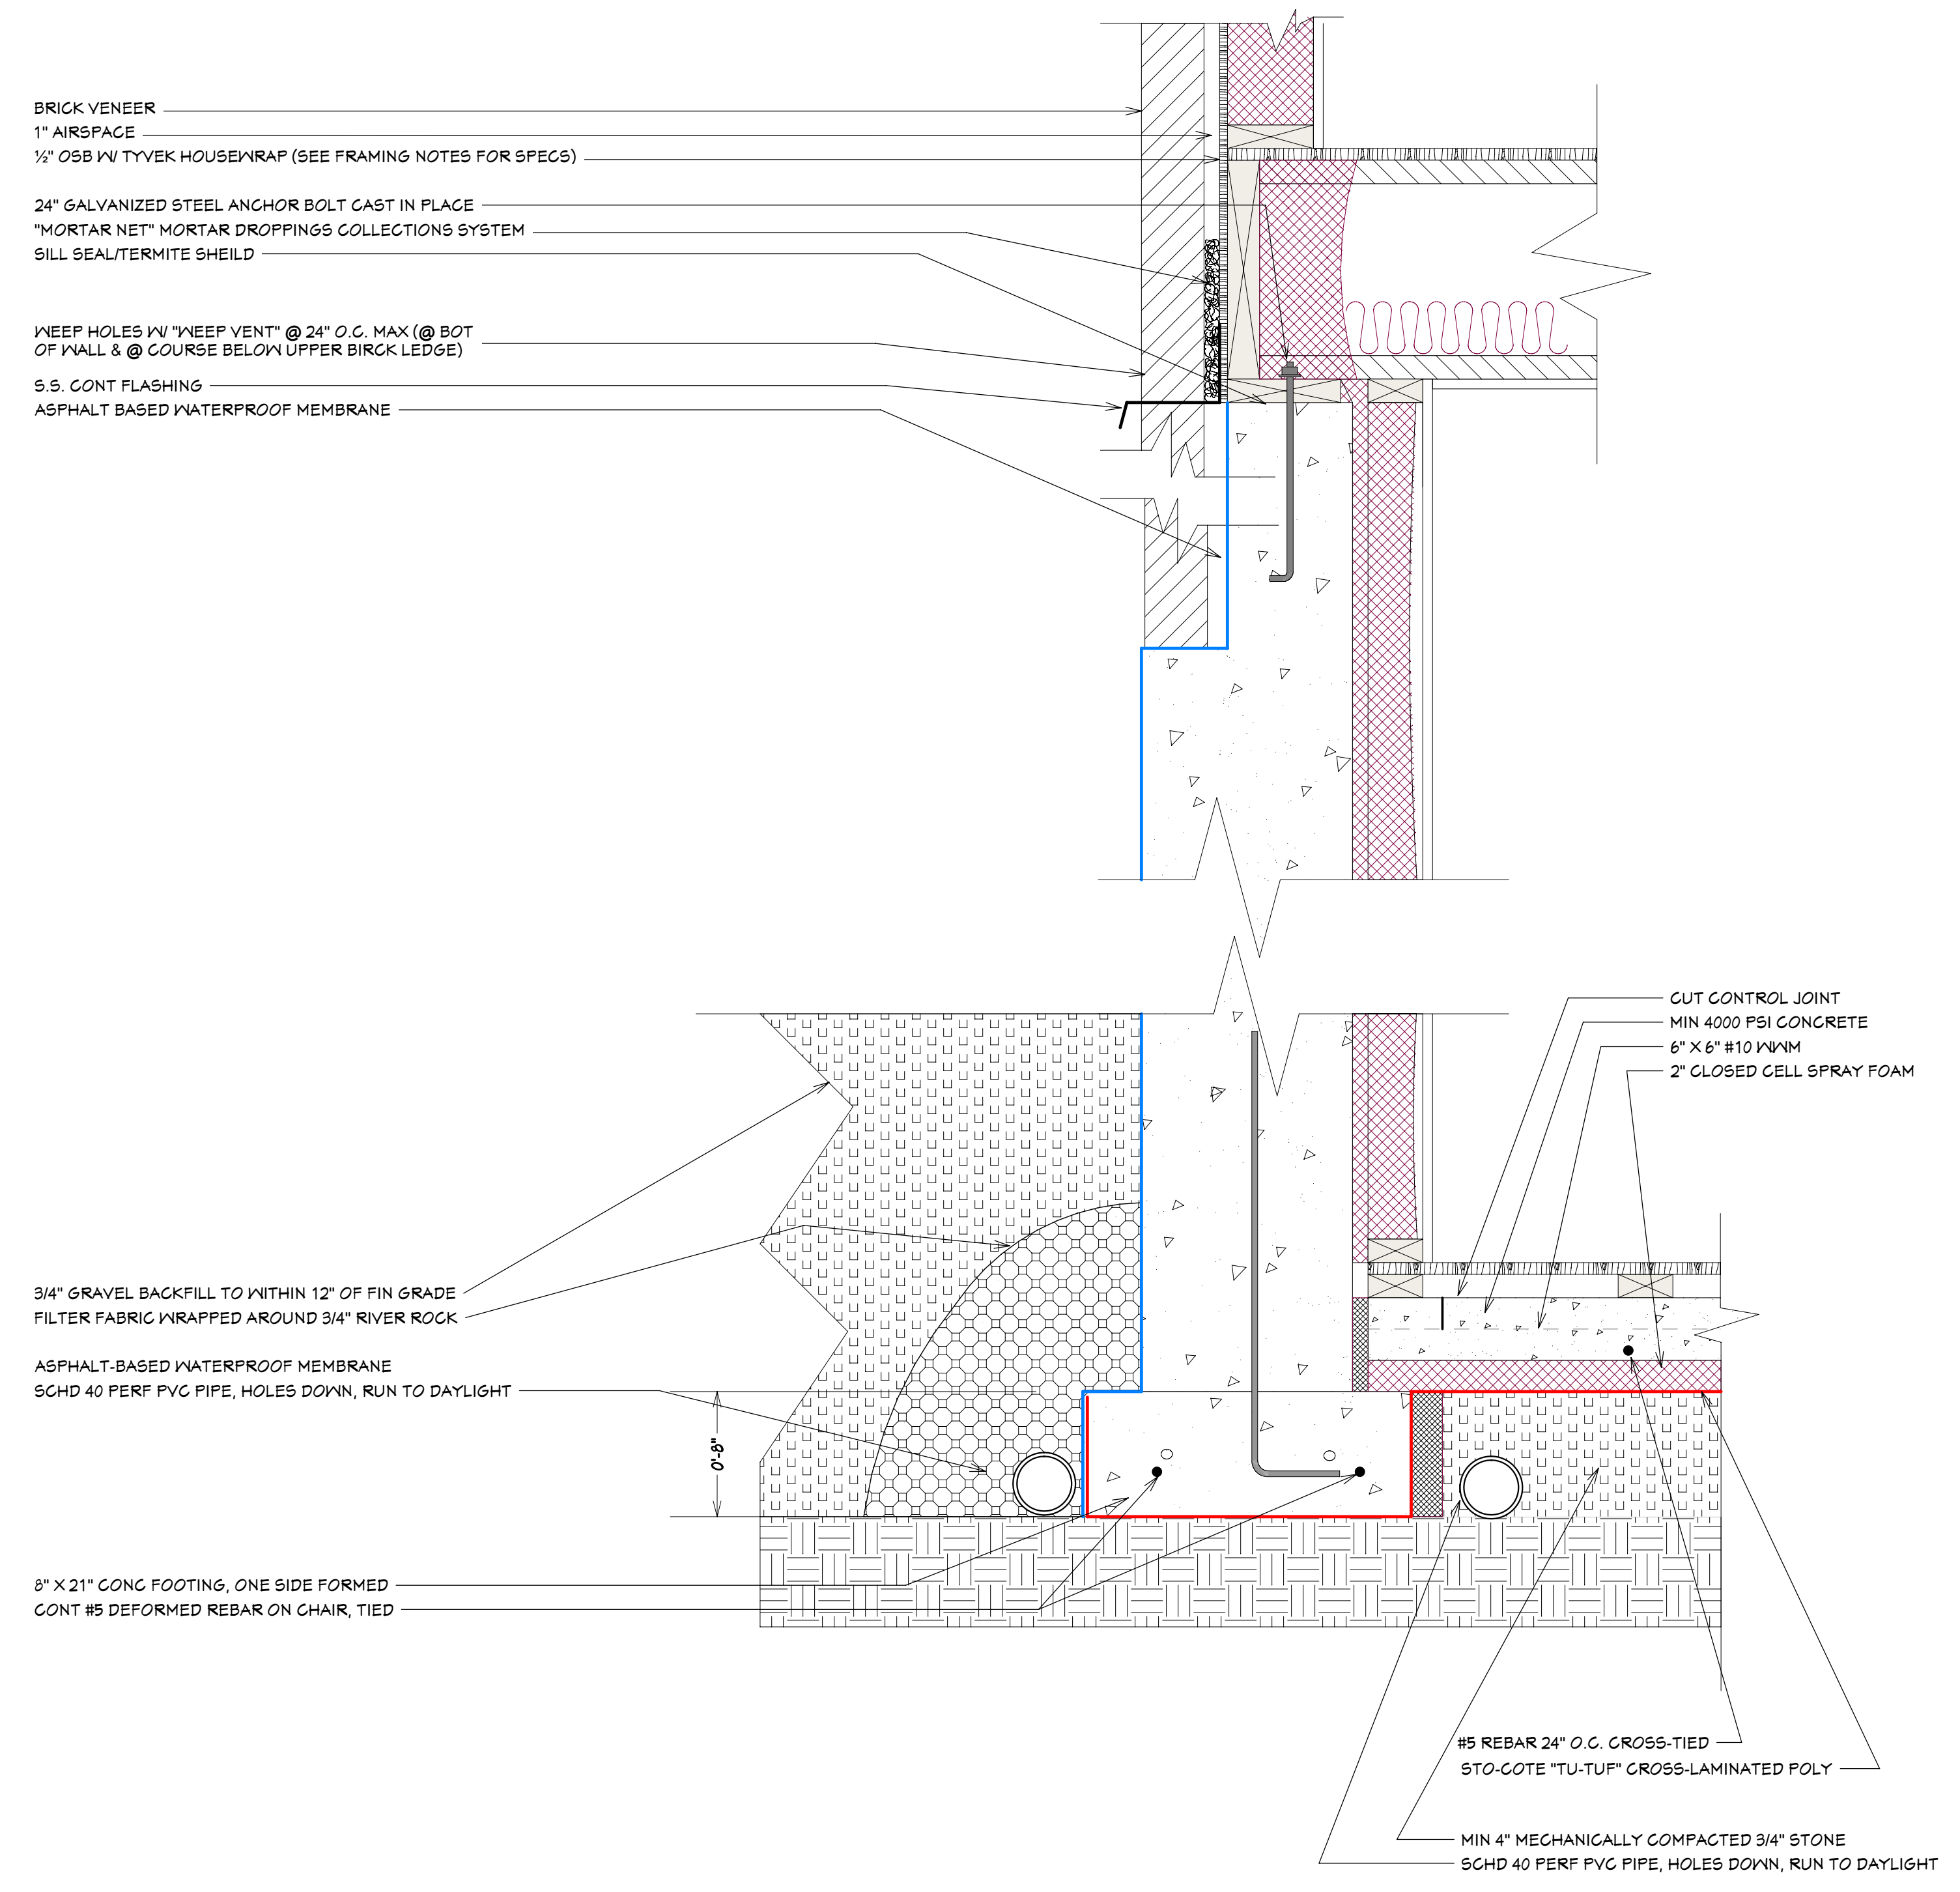 BRICK VENEER
1" AIRSPACE
½" OSB W/ TYVEK HOUSEWRAP (SEE FRAMING NOTES FOR SPECS)
24" GALVANIZED STEEL ANCHOR BOLT CAST IN PLACE
"MORTAR NET" MORTAR DROPPINGS COLLECTIONS SYSTEM
SILL SEAL/TERMITE SHEILD
WEEP HOLES W/ "WEEP VENT" @ 24" O.C. MAX (@ BOT
OF WALL & @ COURSE BELOW UPPER BIRCK LEDGE)
S.S. CONT FLASHING
ASPHALT BASED WATERPROOF MEMBRANE
CUT CONTROL JOINT
MIN 4000 PSI CONCRETE
6" X 6" #10 WWM
2" CLOSED CELL SPRAY FOAM
3/4" GRAVEL BACKFILL TO WITHIN 12" OF FIN GRADE
FILTER FABRIC WRAPPED AROUND 3/4" RIVER ROCK
ASPHALT-BASED WATERPROOF MEMBRANE
SCHD 40 PERF PVC PIPE, HOLES DOWN, RUN TO DAYLIGHT
0'-8"
8" X 21" CONC FOOTING, ONE SIDE FORMED
CONT #5 DEFORMED REBAR ON CHAIR, TIED
#5 REBAR 24" O.C. CROSS-TIED
STO-COTE "TU-TUF" CROSS-LAMINATED POLY
MIN 4" MECHANICALLY COMPACTED 3/4" STONE
SCHD 40 PERF PVC PIPE, HOLES DOWN, RUN TO DAYLIGHT